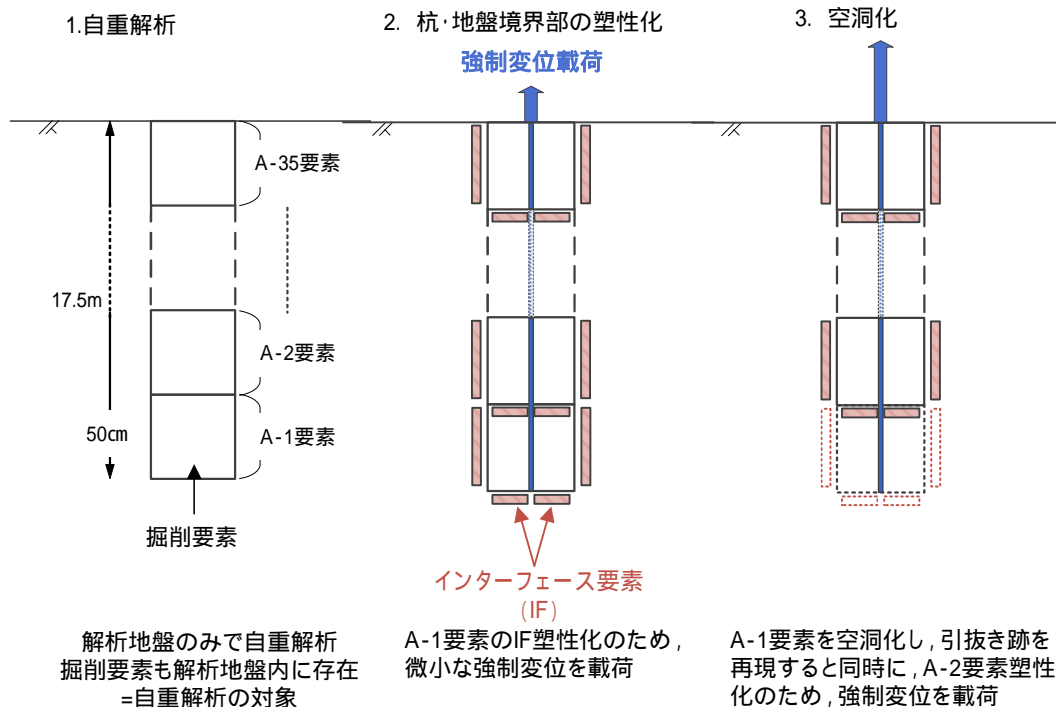 1.自重解析
2. 杭・地盤境界部の塑性化
3. 空洞化
強制変位載荷
A-35要素
17.5m
A-2要素
50cm
A-1要素
掘削要素
インターフェース要素
(IF)
解析地盤のみで自重解析
掘削要素も解析地盤内に存在
=自重解析の対象
A-1要素のIF塑性化のため,
微小な強制変位を載荷
A-1要素を空洞化し,引抜き跡を
再現すると同時に,A-2要素塑性
化のため,強制変位を載荷